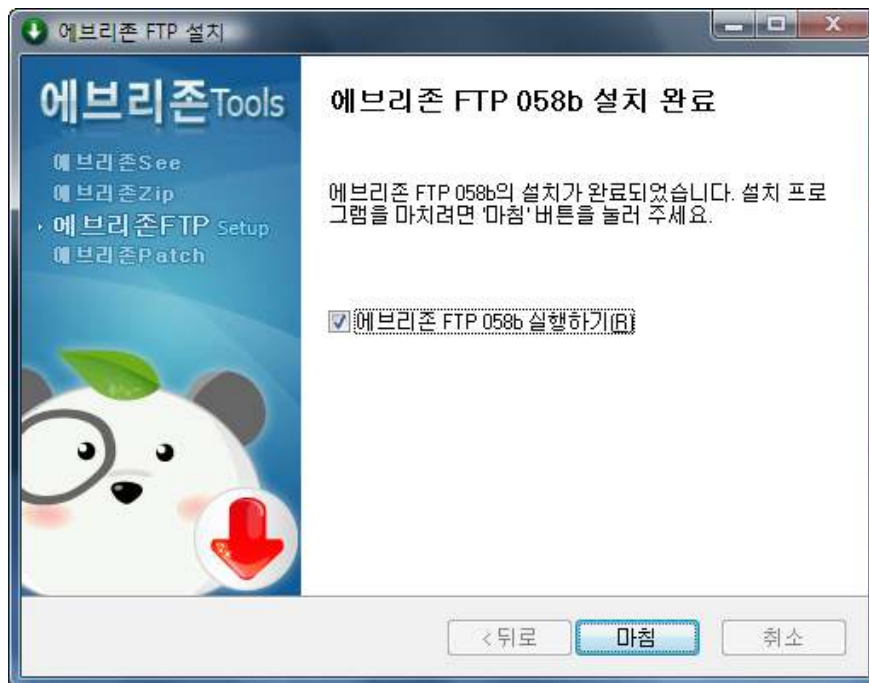 에브리존 FTP 설치
에브리존Tools
에브리존See
에브리존Zip
에브리존FTP Setup
에브리존Patch
에브리존 FTP 058b 설치 완료
에브리존 FTP 058b의 설치가 완료되었습니다. 설치 프로
그램을 마치려면 '마침' 버튼을 눌러 주세요.
에브리존 FTP 058b 실행하기(R)
< 뒤로
마침
취소